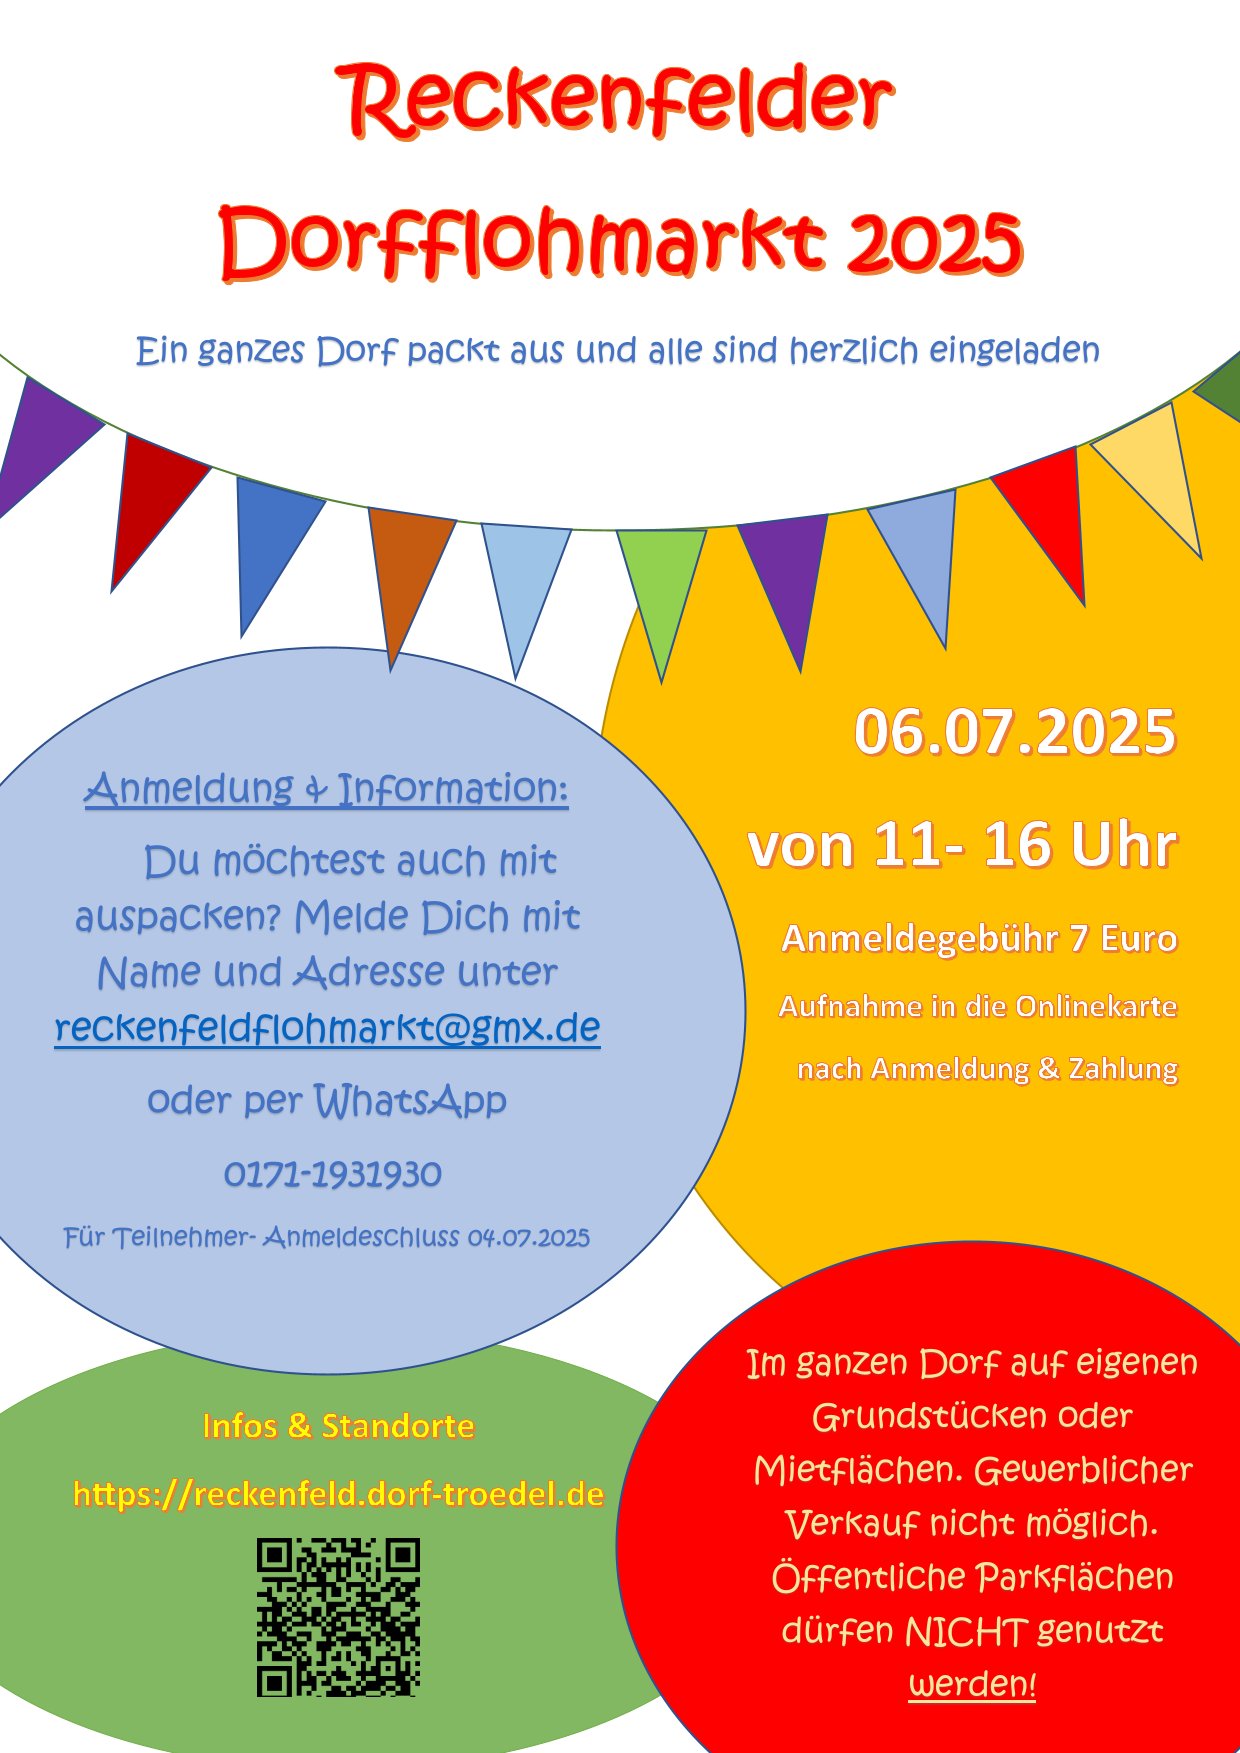 Reckenfelder
Dorfflohmarkt 2025
Ein ganzes Dorf packt aus und alle sind herzlich eingeladen
06.07.2025
von 11- 16 Uhr
Anmeldegebühr 7 Euro
Aufnahme in die Onlinekarte
nach Anmeldung & Zahlung
Anmeldung & Information:
Du möchtest auch mit
auspacken? Melde Dich mit
Name und Adresse unter
reckenfeldflohmarkt@gmx.de
oder per WhatsApp
0171-1931930
Für Teilnehmer- Anmeldeschluss 04.07.2025
Infos & Standorte
https://reckenfeld.dorf-troedel.de
Im ganzen Dorf auf eigenen
Grundstücken oder
Mietflächen. Gewerblicher
Verkauf nicht möglich.
Öffentliche Parkflächen
dürfen NICHT genutzt
werden!